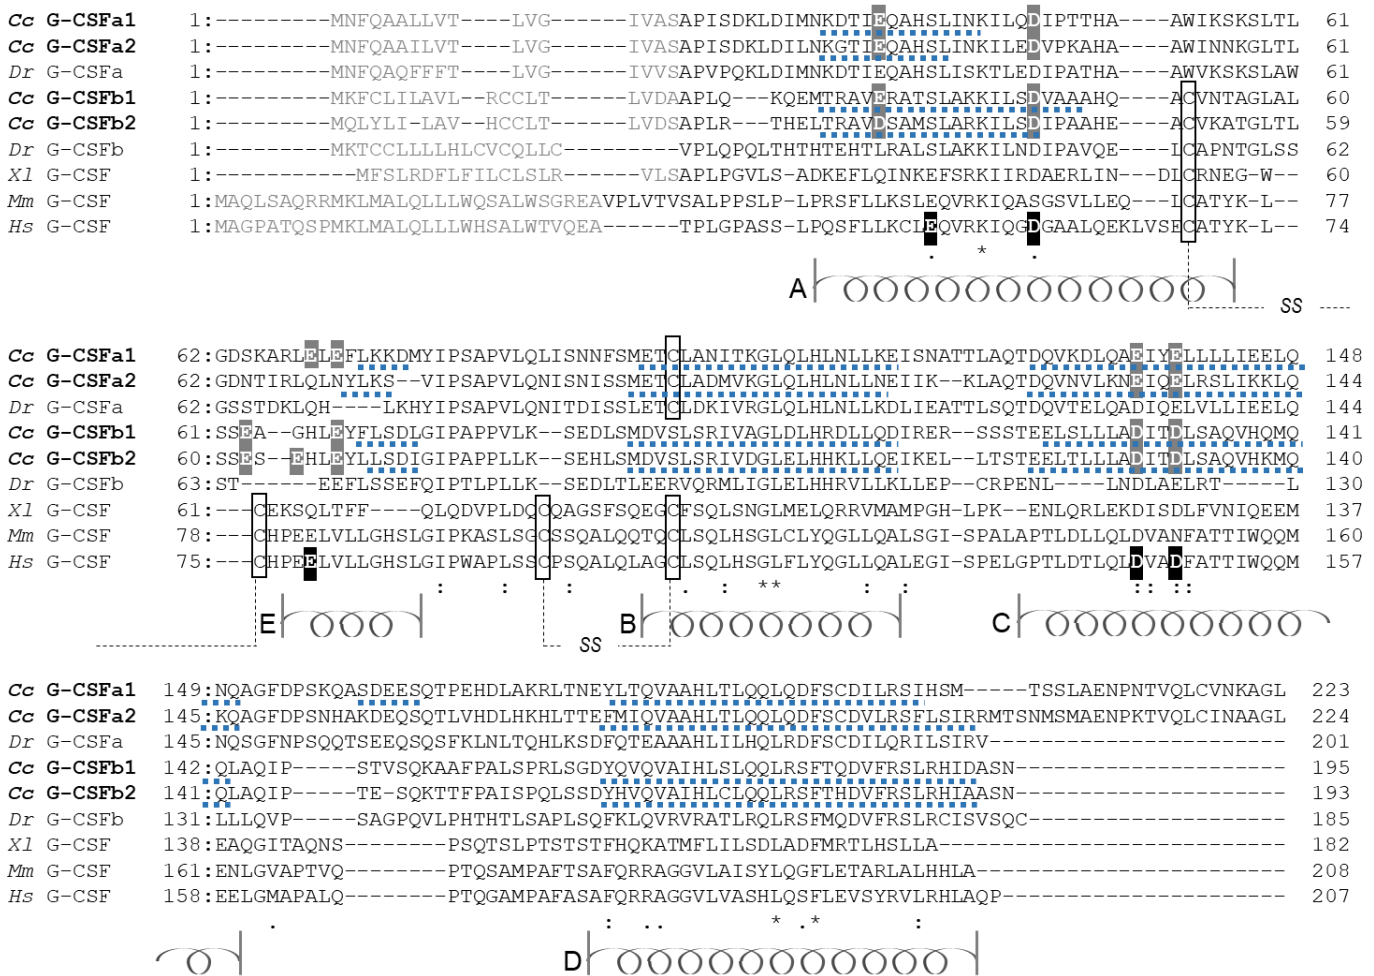 Cc G-CSFa1 1:-------MNFQAALLVT----LVG------IVASAPISDKLDIMNKDTIEQAHSLINKILQDIPTTHA----AWIKSKSLTL 61
Cc G-CSFa2 1:-------MNFQAAILVT----LVG------IVASAPISDKLDILNKGTIEQAHSLINKILEDVPKAHA----AWINNKGLTL 61
Dr G-CSFa 1:-------MNFQAQFFFT----LVG------IVVSAPVPQKLDIMNKDTIEQAHSLISKTLEDIPATHA----AWVKSKSLAW 61
Cc G-CSFb1 1:-------MKFCLILAVL--RCCLT------LVDAAPLQ---KQEMTRAVERATSLAKKILSDVAAAHQ----ACVNTAGLAL 60
Cc G-CSFb2 1:-------MQLYLI-LAV--HCCLT------LVDSAPLR---THELTRAVDSAMSLARKILSDIPAAHE----ACVKATGLTL 59
Dr G-CSFb 1:-------MKTCCLLLLHLCVCQLLC---------VPLQPQLTHTHTEHTLRALSLAKKILNDIPAVQE----LCAPNTGLSS 62
Xl G-CSF 1:-----------MFSLRDFLFILCLSLR------VLSAPLPGVLS-ADKEFLQINKEFSRKIIRDAERLIN---DLCRNEG-W-- 60
Mm G-CSF 1:MAQLSAQRRMKLMALQLLLWQSALWSGREAVPLVTVSALPPSLPL-PRSFLLKSLEQVRKIQASGSVLLEQ---LCATYK-L-- 77
Hs G-CSF 1:MAGPATQSPMKLMALQLLLWHSALWTVQEA------TPLGPASS-LPQSFLLKCLEQVRKIQGDGAALQEKLVSECATYK-L-- 74
: * .
A
SS
Cc G-CSFa1 62:GDSKARLELEFLKKDMYIPSAPVLQLISNNFSMETCLANITKGLQLHLNLLKEISNATTLAQTDQVKDLQAEIYELLLLIEELQ 148
Cc G-CSFa2 62:GDNTIRLQLNYLKS--VIPSAPVLQNISNISSMETCLADMVKGLQLHLNLLNEIIK--KLAQTDQVNVLKNEIQELRSLIKKLQ 144
Dr G-CSFa 62:GSSTDKLQH----LKHYIPSAPVLQNITDISSLETCLDKIVRGLQLHLNLLKDLIEATTLSQTDQVTELQADIQELVLLIEELQ 144
Cc G-CSFb1 61:SSEA--GHLEYFLSDLGIPAPPVLK--SEDLSMDVSLSRIVAGLDLHRDLLQDIRER--SSSTEELSLLLADITDLSAQVHQMQ 141
Cc G-CSFb2 60:SSES--EHLEYLLSDIGIPAPPLLK--SEHLSMDVSLSRIVDGLELHHKLLQEIKEL--LTSTEELTLLLADITDLSAQVHKMQ 140
Dr G-CSFb 63:ST------EEFLSSEFQIPTLPLLK--SEDLTLEERVQRMLIGLELHHRVLLKLLEP--CRPENL----LNDLAELRT-----L 130
Xl G-CSF 61:---CEKSQLTFF----QLQDVPLDQCQAGSFSQEGCFSQLSNGLMELQRRVMAMPGH-LPK--ENLQRLEKDISDLFVNIQEEM 137
Mm G-CSF 78:---CHPEELVLLGHSLGIPKASLSGCSSQALQQTQCLSQLHSGLCLYQGLLQALSGI-SPALAPTLDLLQLDVANFATTIWQQM 160
Hs G-CSF 75:---CHPEELVLLGHSLGIPWAPLSSCPSQALQLAGCLSQLHSGLFLYQGLLQALEGI-SPELGPTLDTLQLDVADFATTIWQQM 157
: : : . : ** : : :: ::
E B C
SS
Cc G-CSFa1 149:NQAGFDPSKQASDEESQTPEHDLAKRLTNEYLTQVAAHLTLQQLQDFSCDILRSIHSM-----TSSLAENPNTVQLCVNKAGL 223
Cc G-CSFa2 145:KQAGFDPSNHAKDEQSQTLVHDLHKHLTTEFMIQVAAHLTLQQLQDFSCDVLRSFLSIRRMTSNMSMAENPKTVQLCINAAGL 224
Dr G-CSFa 145:NQSGFNPSQQTSEEQSQSFKLNLTQHLKSDFQTEAAAHLILHQLRDFSCDILQRILSIRV----------------------- 201
Cc G-CSFb1 142:QLAQIP-----STVSQKAAFPALSPRLSGDYQVQVAIHLSLQQLRSFTQDVFRSLRHIDASN--------------------- 195
Cc G-CSFb2 141:QLAQIP-----TE-SQKTTFPAISPQLSSDYHVQVAIHLCLQQLRSFTHDVFRSLRHIAASN--------------------- 193
Dr G-CSFb 131:LLLQVP-----SAGPQVLPHTHTLSAPLSQFKLQVRVRATLRQLRSFMQDVFRSLRCISVSQC-------------------- 185
Xl G-CSF 138:EAQGITAQNS--------PSQTSLPTSTSTFHQKATMFLILSDLADFMRTLHSLLA--------------------------- 182
Mm G-CSF 161:ENLGVAPTVQ--------PTQSAMPAFTSAFQRRAGGVLAISYLQGFLETARLALHHLA------------------------ 208
Hs G-CSF 158:EELGMAPALQ--------PTQGAMPAFASAFQRRAGGVLVASHLQSFLEVSYRVLRHLAQP---------------------- 207
. : .. * .* :
D